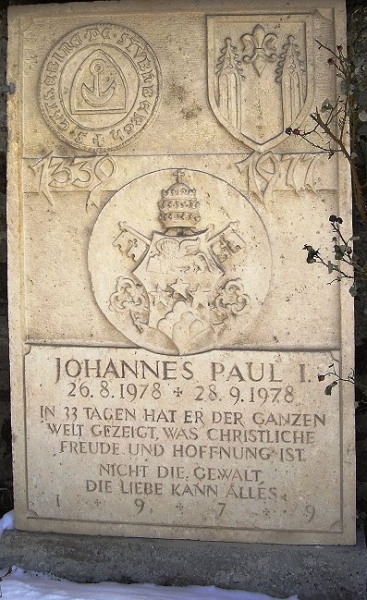 1330 1977
JOHANNES PAUL I.
26.8.1978 + 28.9.1978
IN 33 TAGEN HAT ER DER GANZEN
WELT GEZEIGT, WAS CHRISTLICHE
FREUDE UND HOFFNUNG IST.
NICHT DIE GEWALT,
DIE LIEBE KANN ALLES.
1 + 9 + 7 + 9